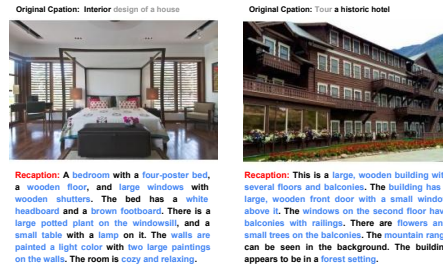 Original Cpation: Interior design of a house
Recaption: A bedroom with a four-poster bed,
a wooden floor, and large windows with
wooden shutters. The bed has a white
headboard and a brown footboard. There is a
large potted plant on the windowsill, and a
small table with a lamp on it. The walls are
painted a light color with two large paintings
on the walls. The room is cozy and relaxing.
Original Cpation: Tour a historic hotel
Recaption: This is a large, wooden building with
several floors and balconies. The building has a
large, wooden front door with a small window
above it. The windows on the second floor have
balconies with railings. There are flowers and
small trees on the balconies. The mountain range
can be seen in the background. The building
appears to be in a forest setting.